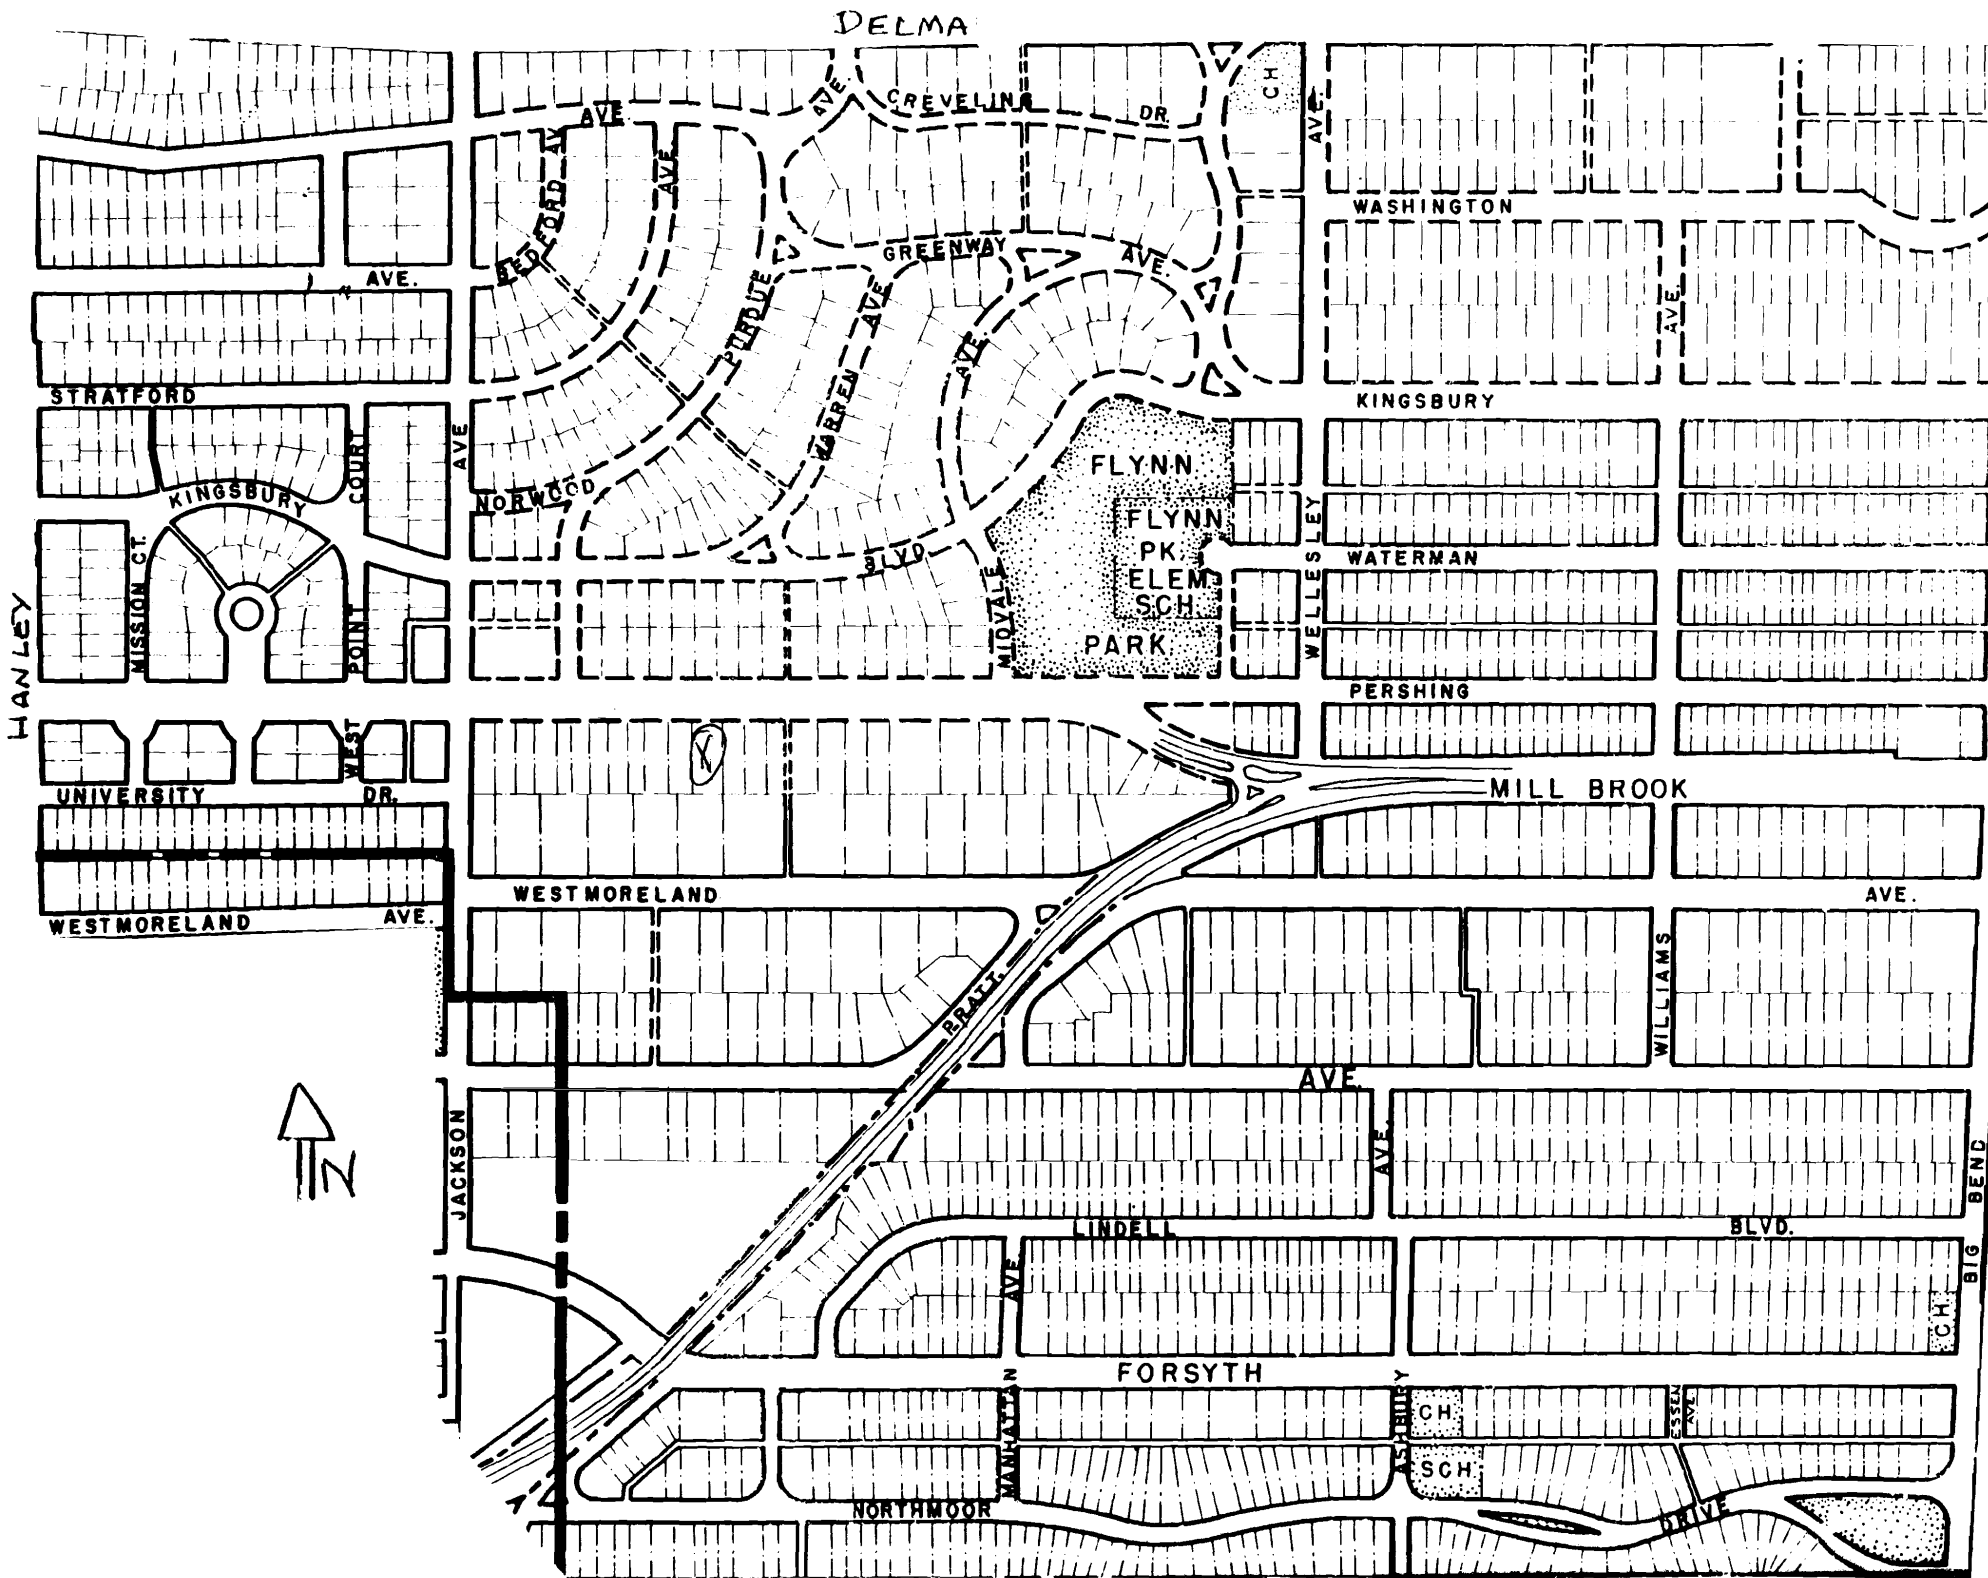 DELMA
CREVELING
AVE.
AVE.
DR.
CH
AVE.
BEDFORD AV
AVE.
WASHINGTON
GREENWAY
AVE.
AVE.
PURDUE
AVE
AVE.
AVE.
STRATFORD
KINGSBURY
WARREN
AVE
COURT
FLYNN
KINGSBURY
NORWOOD
FLYNN
PK.
ELEM
SCH.
PARK
WELLESLEY
WATERMAN
BLVD.
MIDVALE
MISSION CT.
POINT
HANLEY
PERSHING
WEST
X
UNIVERSITY DR.
MILL BROOK
WESTMORELAND
AVE.
WESTMORELAND AVE.
WILLIAMS
PRATT.
AVE.
N
JACKSON
AVE.
BIG BEND
LINDELL
BLVD.
AVE.
CH.
FORSYTH
MANHATTAN
ASHBURY
CH.
ESSEN
AVE.
SCH.
NORTHMOOR
DRIVE